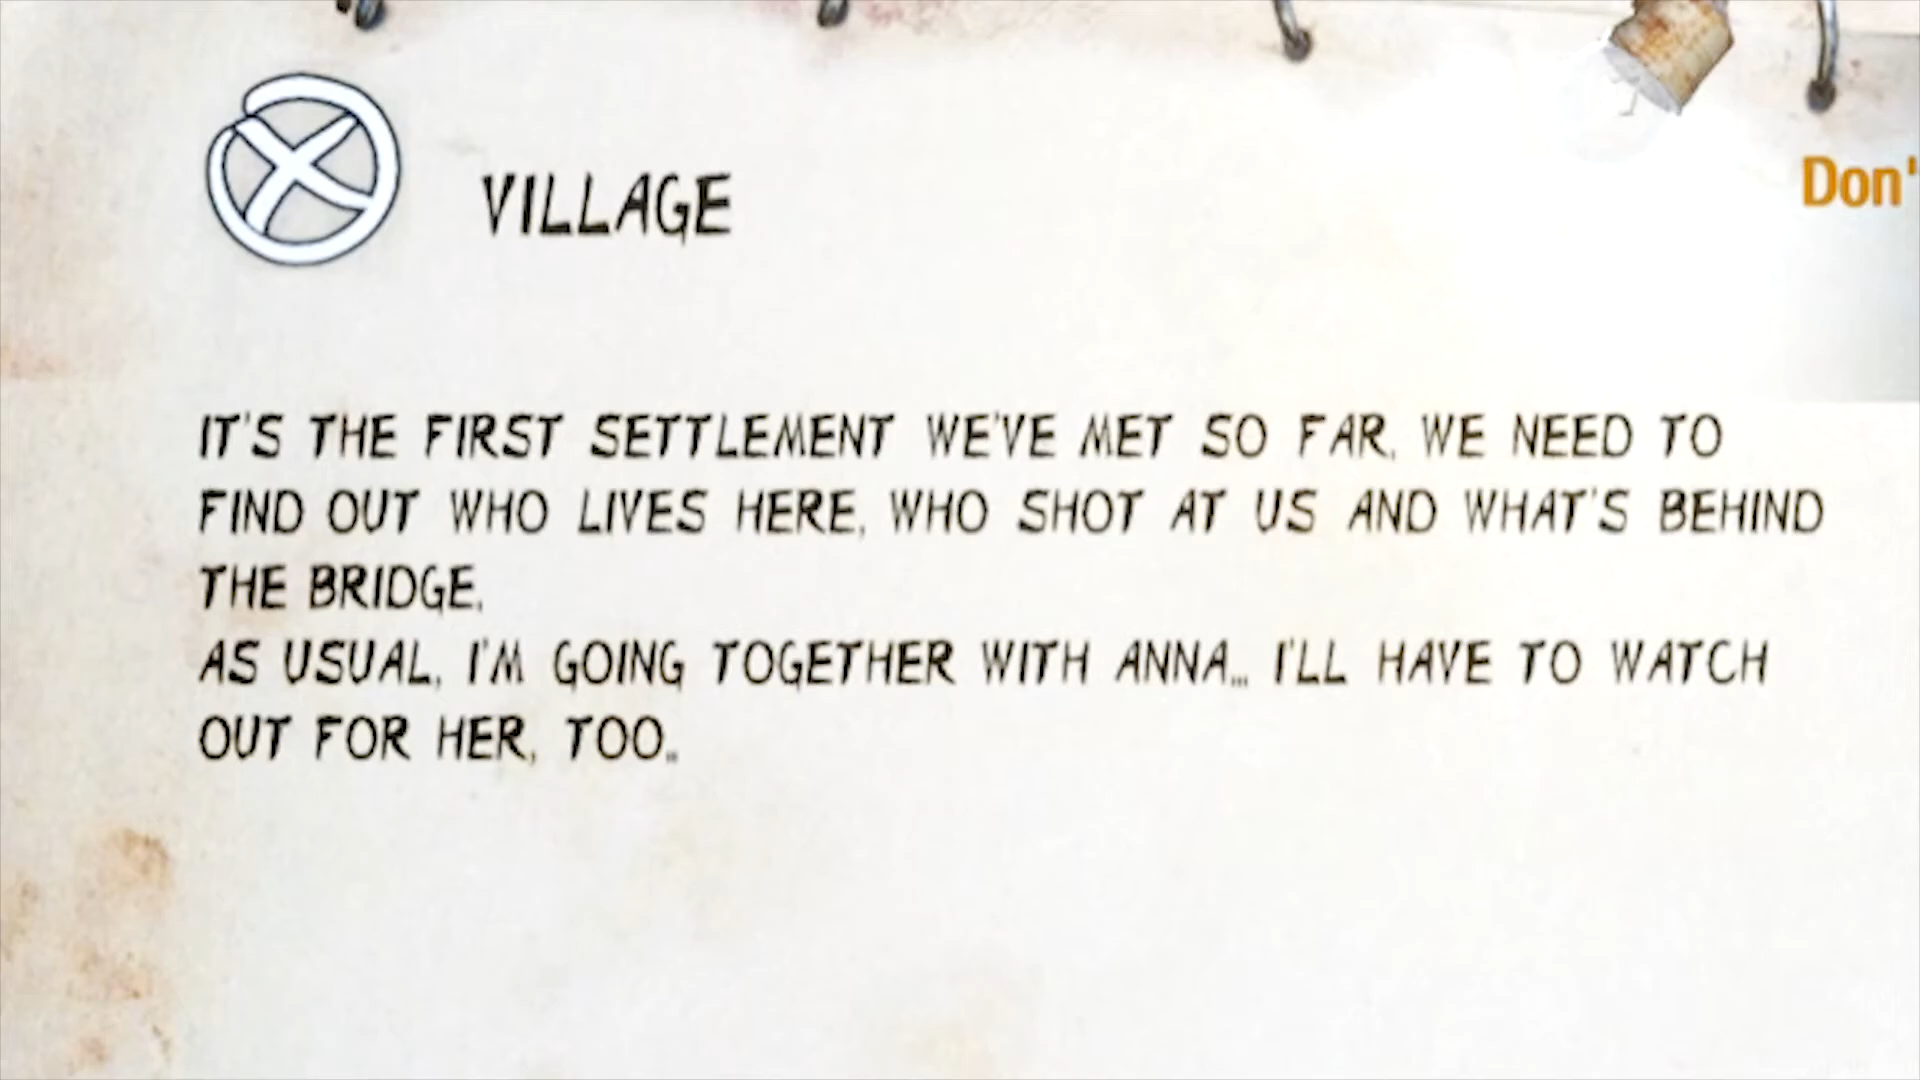 VILLAGE
Don'
IT'S THE FIRST SETTLEMENT WE'VE MET SO FAR. WE NEED TO
FIND OUT WHO LIVES HERE, WHO SHOT AT US AND WHAT'S BEHIND
THE BRIDGE.
AS USUAL, I'M GOING TOGETHER WITH ANNA... I'LL HAVE TO WATCH
OUT FOR HER, TOO..